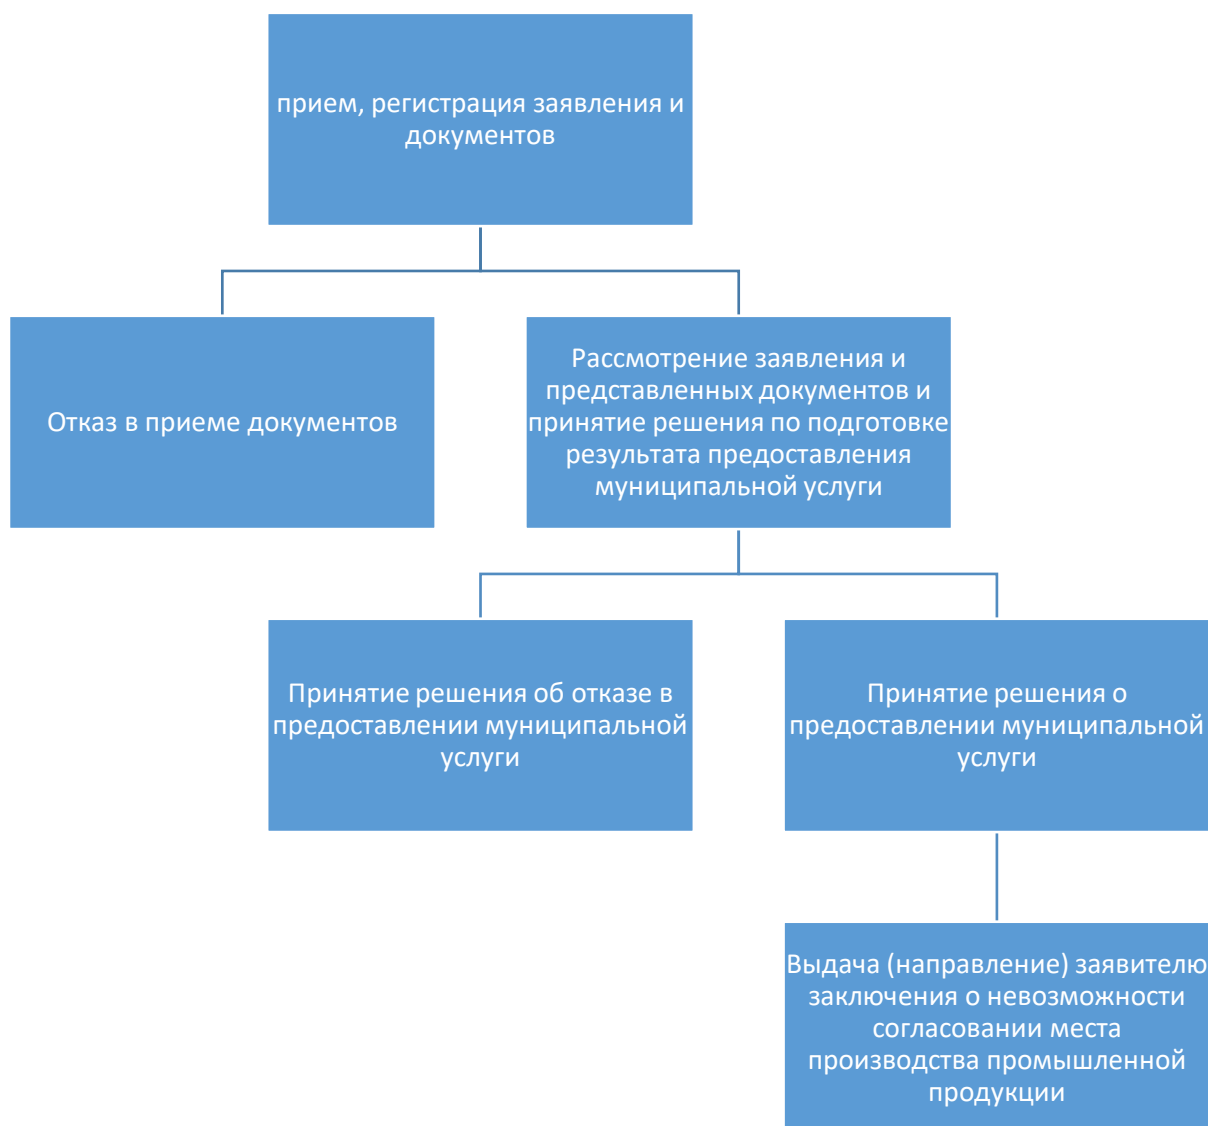 прием, регистрация заявления и
документов
Отказ в приеме документов
Рассмотрение заявления и
представленных документов и
принятие решения по подготовке
результата предоставления
муниципальной услуги
Принятие решения об отказе в
предоставлении муниципальной
услуги
Принятие решения о
предоставлении муниципальной
услуги
Выдача (направление) заявителю
заключения о невозможности
согласовании места
производства промышленной
продукции